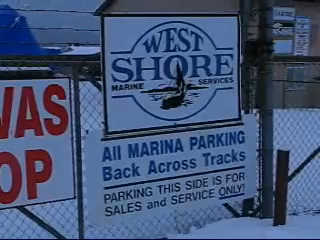 WEST
SHORE
MARINE SERVICES
All MARINA PARKING
Back Across Tracks
PARKING THIS SIDE IS FOR
SALES and SERVICE ONLY!
VAS
OP